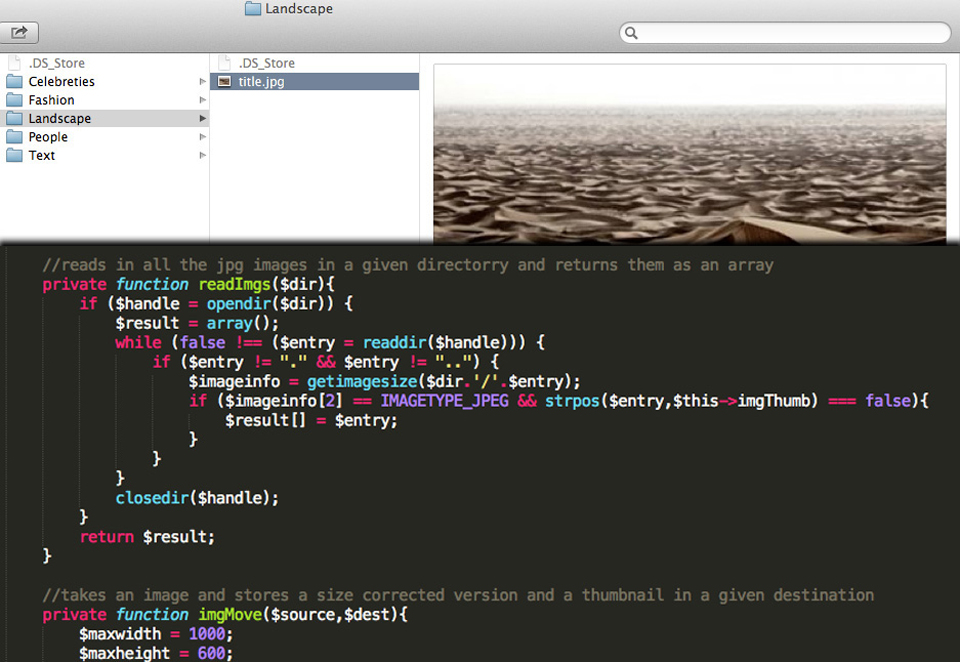 Landscape
.DS_Store
Celebreties
Fashion
Landscape
People
Text
.DS_Store
title.jpg
//reads in all the jpg images in a given directorry and returns them as an array
private function readImgs($dir){
if ($handle = opendir($dir)) {
$result = array();
while (false !== ($entry = readdir($handle))) {
if ($entry != "." && $entry != "..") {
$imageinfo = getimagesize($dir.'/'.$entry);
if ($imageinfo[2] == IMAGETYPE_JPEG && strpos($entry,$this->imgThumb) === false){
$result[] = $entry;
}
}
}
closedir($handle);
}
return $result;
}
//takes an image and stores a size corrected version and a thumbnail in a given destination
private function imgMove($source,$dest){
$maxwidth = 1000;
$maxheight = 600;